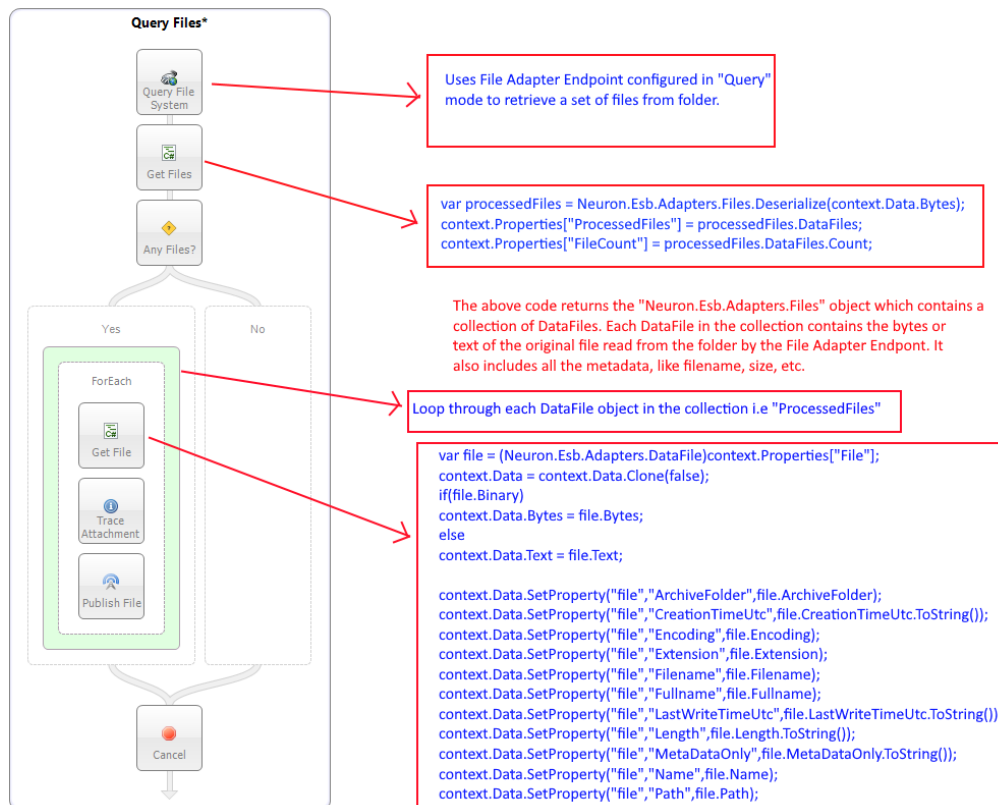 Query Files*
Query File
System
Uses File Adapter Endpoint configured in "Query"
mode to retrieve a set of files from folder.
C#
Get Files
var processedFiles = Neuron.Esb.Adapters.Files.Deserialize(context.Data.Bytes);
context.Properties["ProcessedFiles"] = processedFiles.DataFiles;
context.Properties["FileCount"] = processedFiles.DataFiles.Count;
?
Any Files?
The above code returns the "Neuron.Esb.Adapters.Files" object which contains a
collection of DataFiles. Each DataFile in the collection contains the bytes or
text of the original file read from the folder by the File Adapter Endpont. It
also includes all the metadata, like filename, size, etc.
Yes
No
ForEach
Loop through each DataFile object in the collection i.e "ProcessedFiles"
C#
Get File
Trace
Attachment
Publish File
Cancel
var file = (Neuron.Esb.Adapters.DataFile)context.Properties["File"];
context.Data = context.Data.Clone(false);
if(file.Binary)
context.Data.Bytes = file.Bytes;
else
context.Data.Text = file.Text;
context.Data.SetProperty("file","ArchiveFolder",file.ArchiveFolder);
context.Data.SetProperty("file","CreationTimeUtc",file.CreationTimeUtc.ToString());
context.Data.SetProperty("file","Encoding",file.Encoding);
context.Data.SetProperty("file","Extension",file.Extension);
context.Data.SetProperty("file","Filename",file.Filename);
context.Data.SetProperty("file","Fullname",file.Fullname);
context.Data.SetProperty("file","LastWriteTimeUtc",file.LastWriteTimeUtc.ToString())
context.Data.SetProperty("file","Length",file.Length.ToString());
context.Data.SetProperty("file","MetaDataOnly",file.MetaDataOnly.ToString());
context.Data.SetProperty("file","Name",file.Name);
context.Data.SetProperty("file","Path",file.Path);